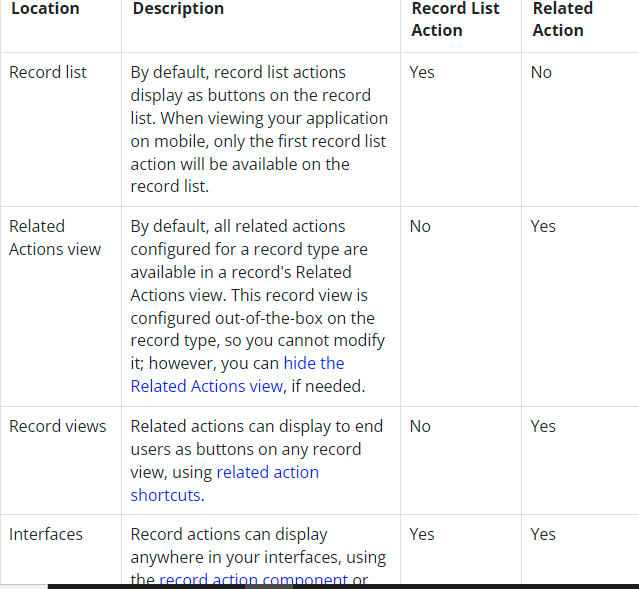 Location Description Record List Related
Action Action
Record list By default, record list actions Yes No
display as buttons on the record
list. When viewing your application
on mobile, only the first record list
action will be available on the
record list.
Related By default, all related actions No Yes
Actions view configured for a record type are
available in a record's Related
Actions view. This record view is
configured out-of-the-box on the
record type, so you cannot modify
it; however, you can hide the
Related Actions view, if needed.
Record views Related actions can display to end No Yes
users as buttons on any record
view, using related action
shortcuts.
Interfaces Record actions can display Yes Yes
anywhere in your interfaces, using
the record action component or